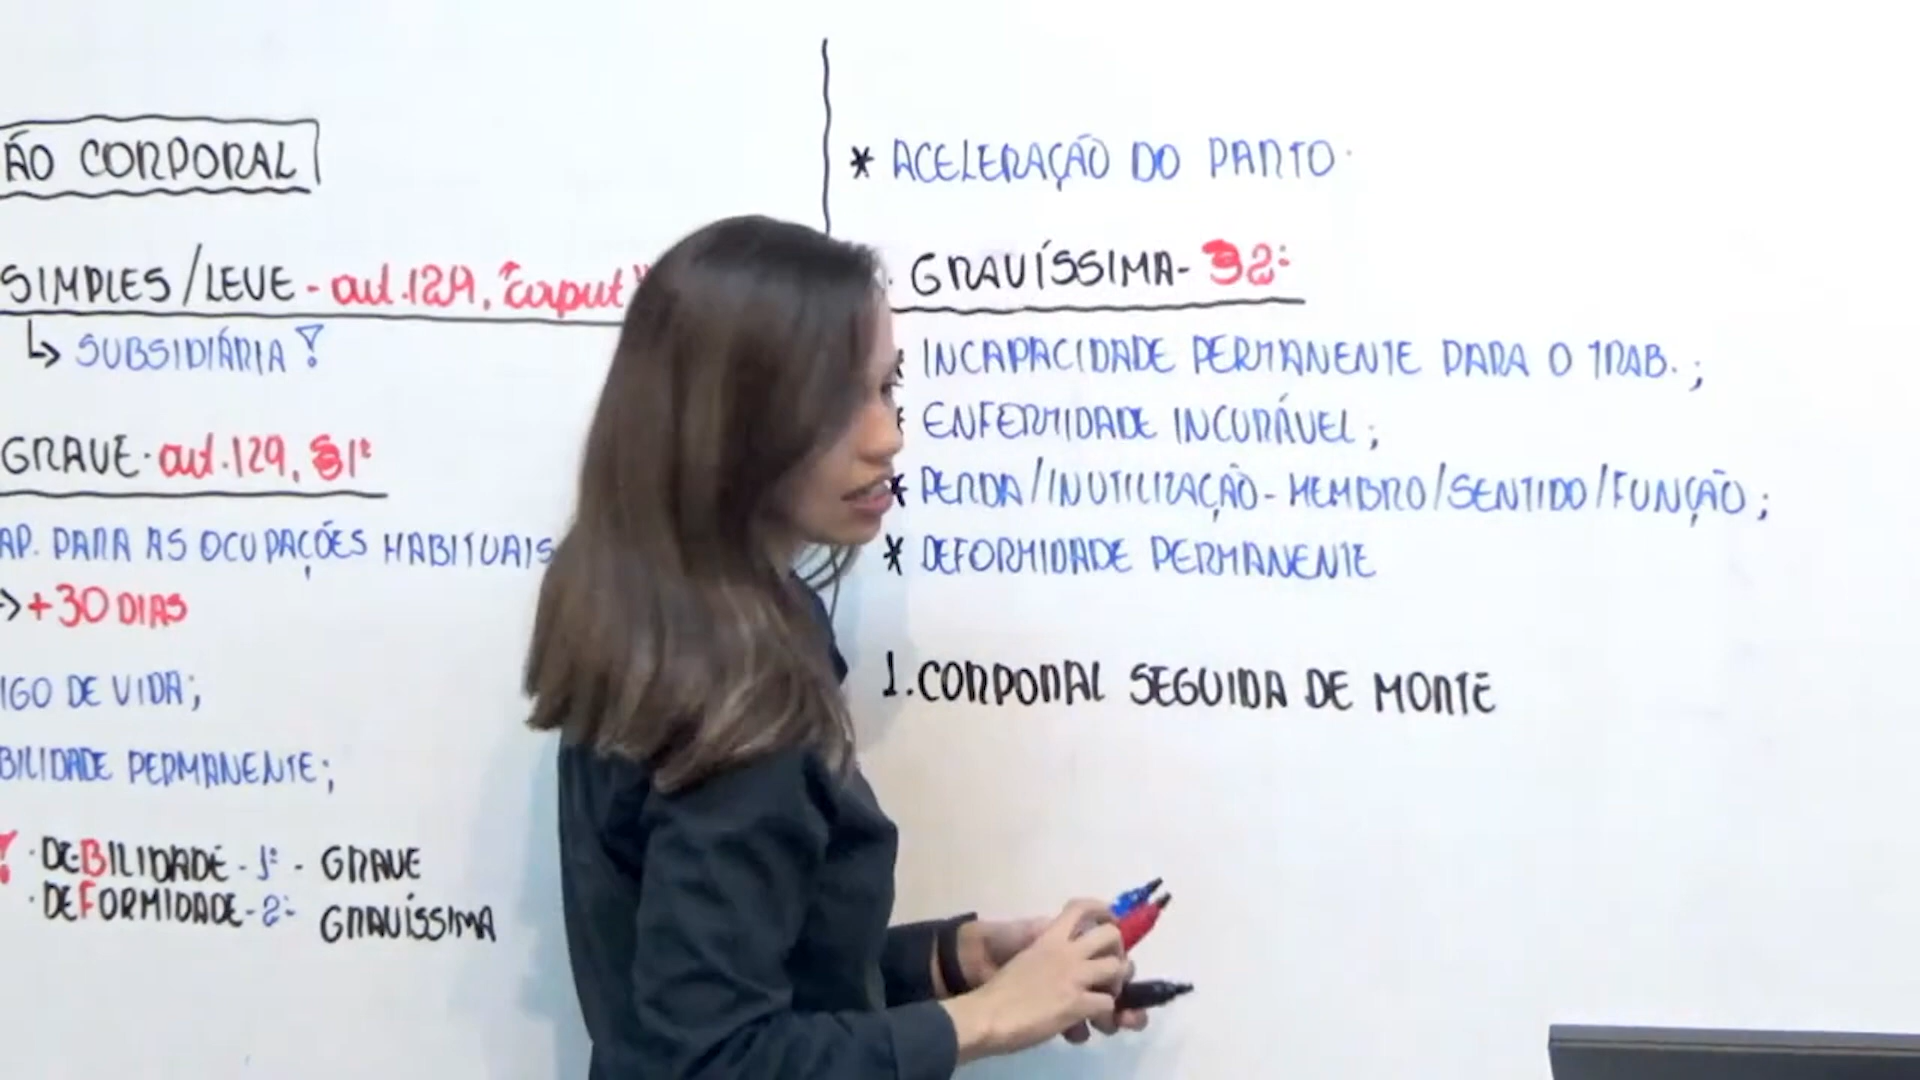 ÃO CORPORAL
SIMPLES / LEVE - art. 129, "caput"
↳ SUBSIDIÁRIA !
GRAVE - art. 129, §1º
AP. PARA AS OCUPAÇÕES HABITUAIS
→ + 30 DIAS
IGO DE VIDA;
BILIDADE PERMANENTE;
! · DEBILIDADE - 1º - GRAVE
· DEFORMIDADE - 2º - GRAVÍSSIMA
* ACELERAÇÃO DO PARTO.
. GRAVÍSSIMA - §2º
* INCAPACIDADE PERMANENTE PARA O TRAB. ;
* ENFERMIDADE INCURÁVEL ;
* PERDA/INUTILIZAÇÃO - MEMBRO/SENTIDO/FUNÇÃO ;
* DEFORMIDADE PERMANENTE
1. CORPORAL SEGUIDA DE MORTE